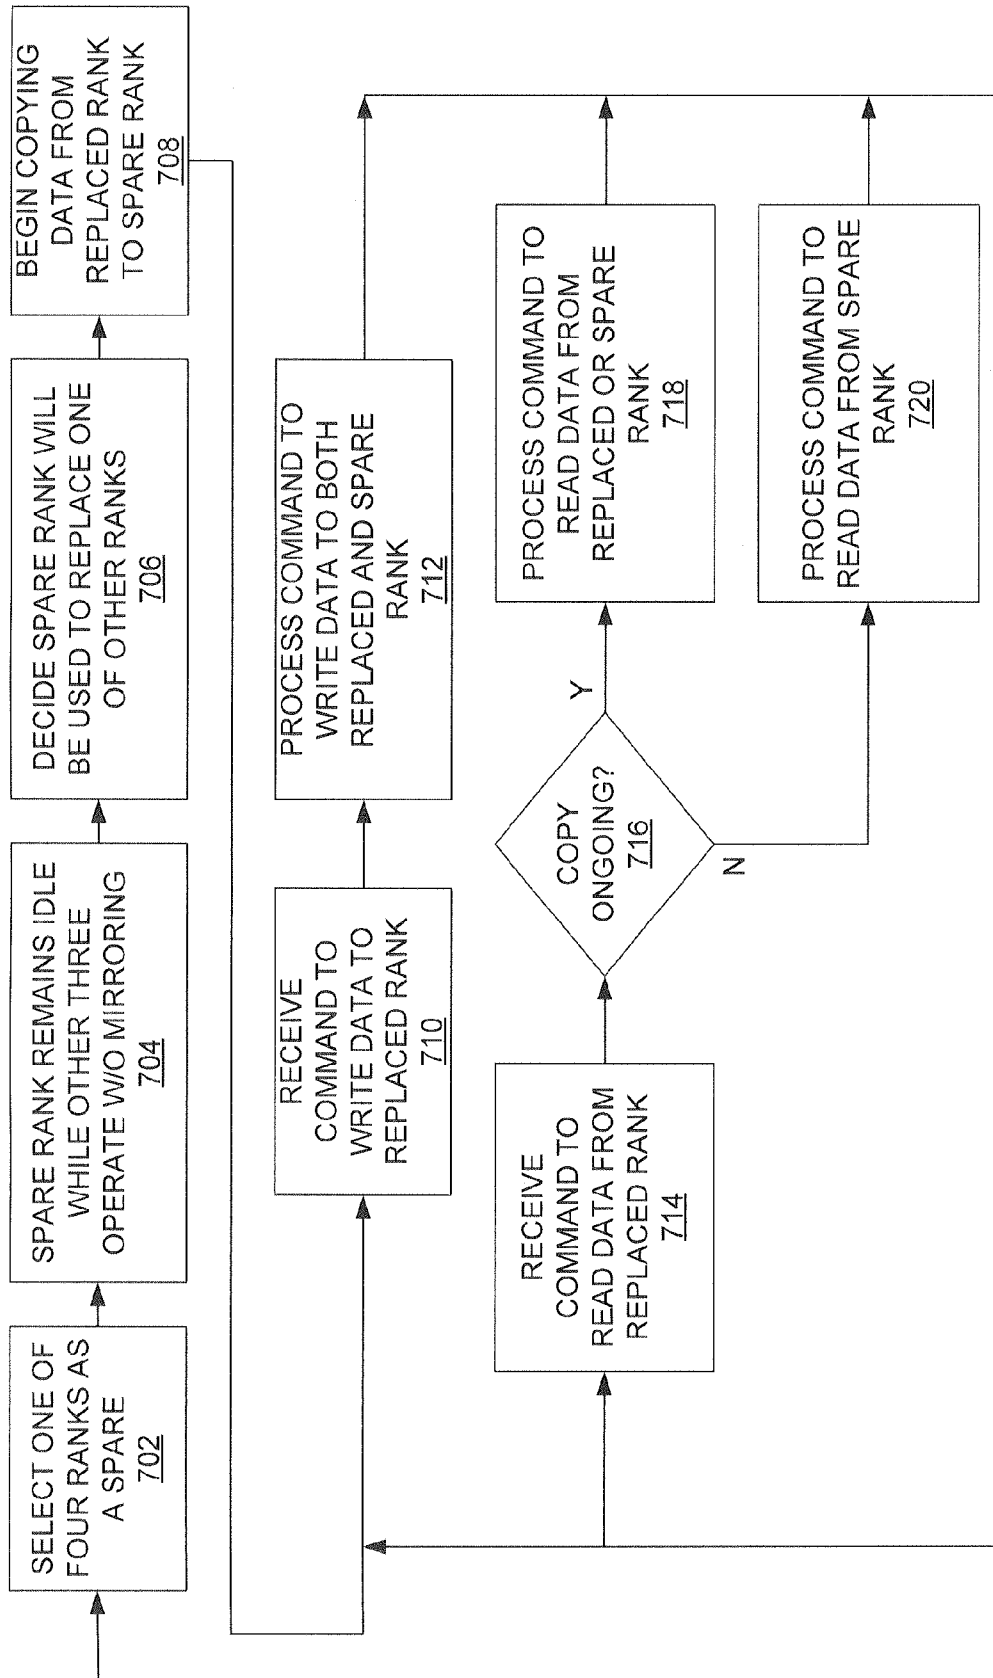 SELECT ONE OF
FOUR RANKS AS
A SPARE
702
SPARE RANK REMAINS IDLE
WHILE OTHER THREE
OPERATE W/O MIRRORING
704
DECIDE SPARE RANK WILL
BE USED TO REPLACE ONE
OF OTHER RANKS
706
BEGIN COPYING
DATA FROM
REPLACED RANK
TO SPARE RANK
708
RECEIVE
COMMAND TO
WRITE DATA TO
REPLACED RANK
710
PROCESS COMMAND TO
WRITE DATA TO BOTH
REPLACED AND SPARE
RANK
712
RECEIVE
COMMAND TO
READ DATA FROM
REPLACED RANK
714
COPY
ONGOING?
716
Y
N
PROCESS COMMAND TO
READ DATA FROM
REPLACED OR SPARE
RANK
718
PROCESS COMMAND TO
READ DATA FROM SPARE
RANK
720